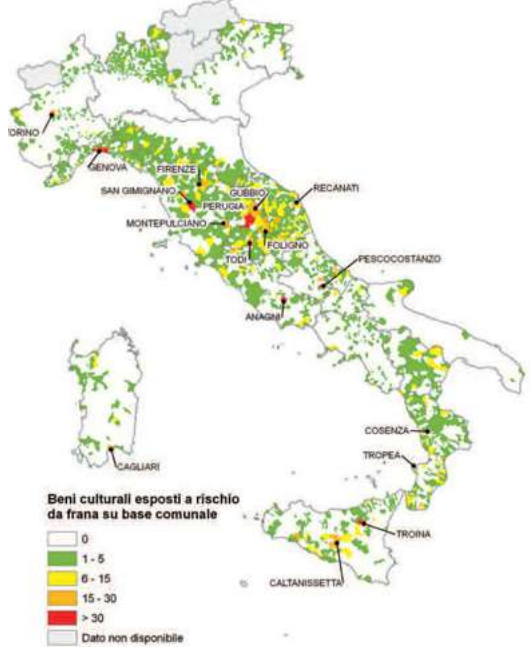 TORINO
GENOVA
FIRENZE
SAN GIMIGNANO
GUBBIO
RECANATI
PERUGIA
MONTEPULCIANO
FOLIGNO
TODI
PESCOCOSTANZO
ANAGNI
COSENZA
TROPEA
CAGLIARI
TROINA
CALTANISSETTA
Beni culturali esposti a rischio
da frana su base comunale
0
1 - 5
6 - 15
15 - 30
> 30
Dato non disponibile